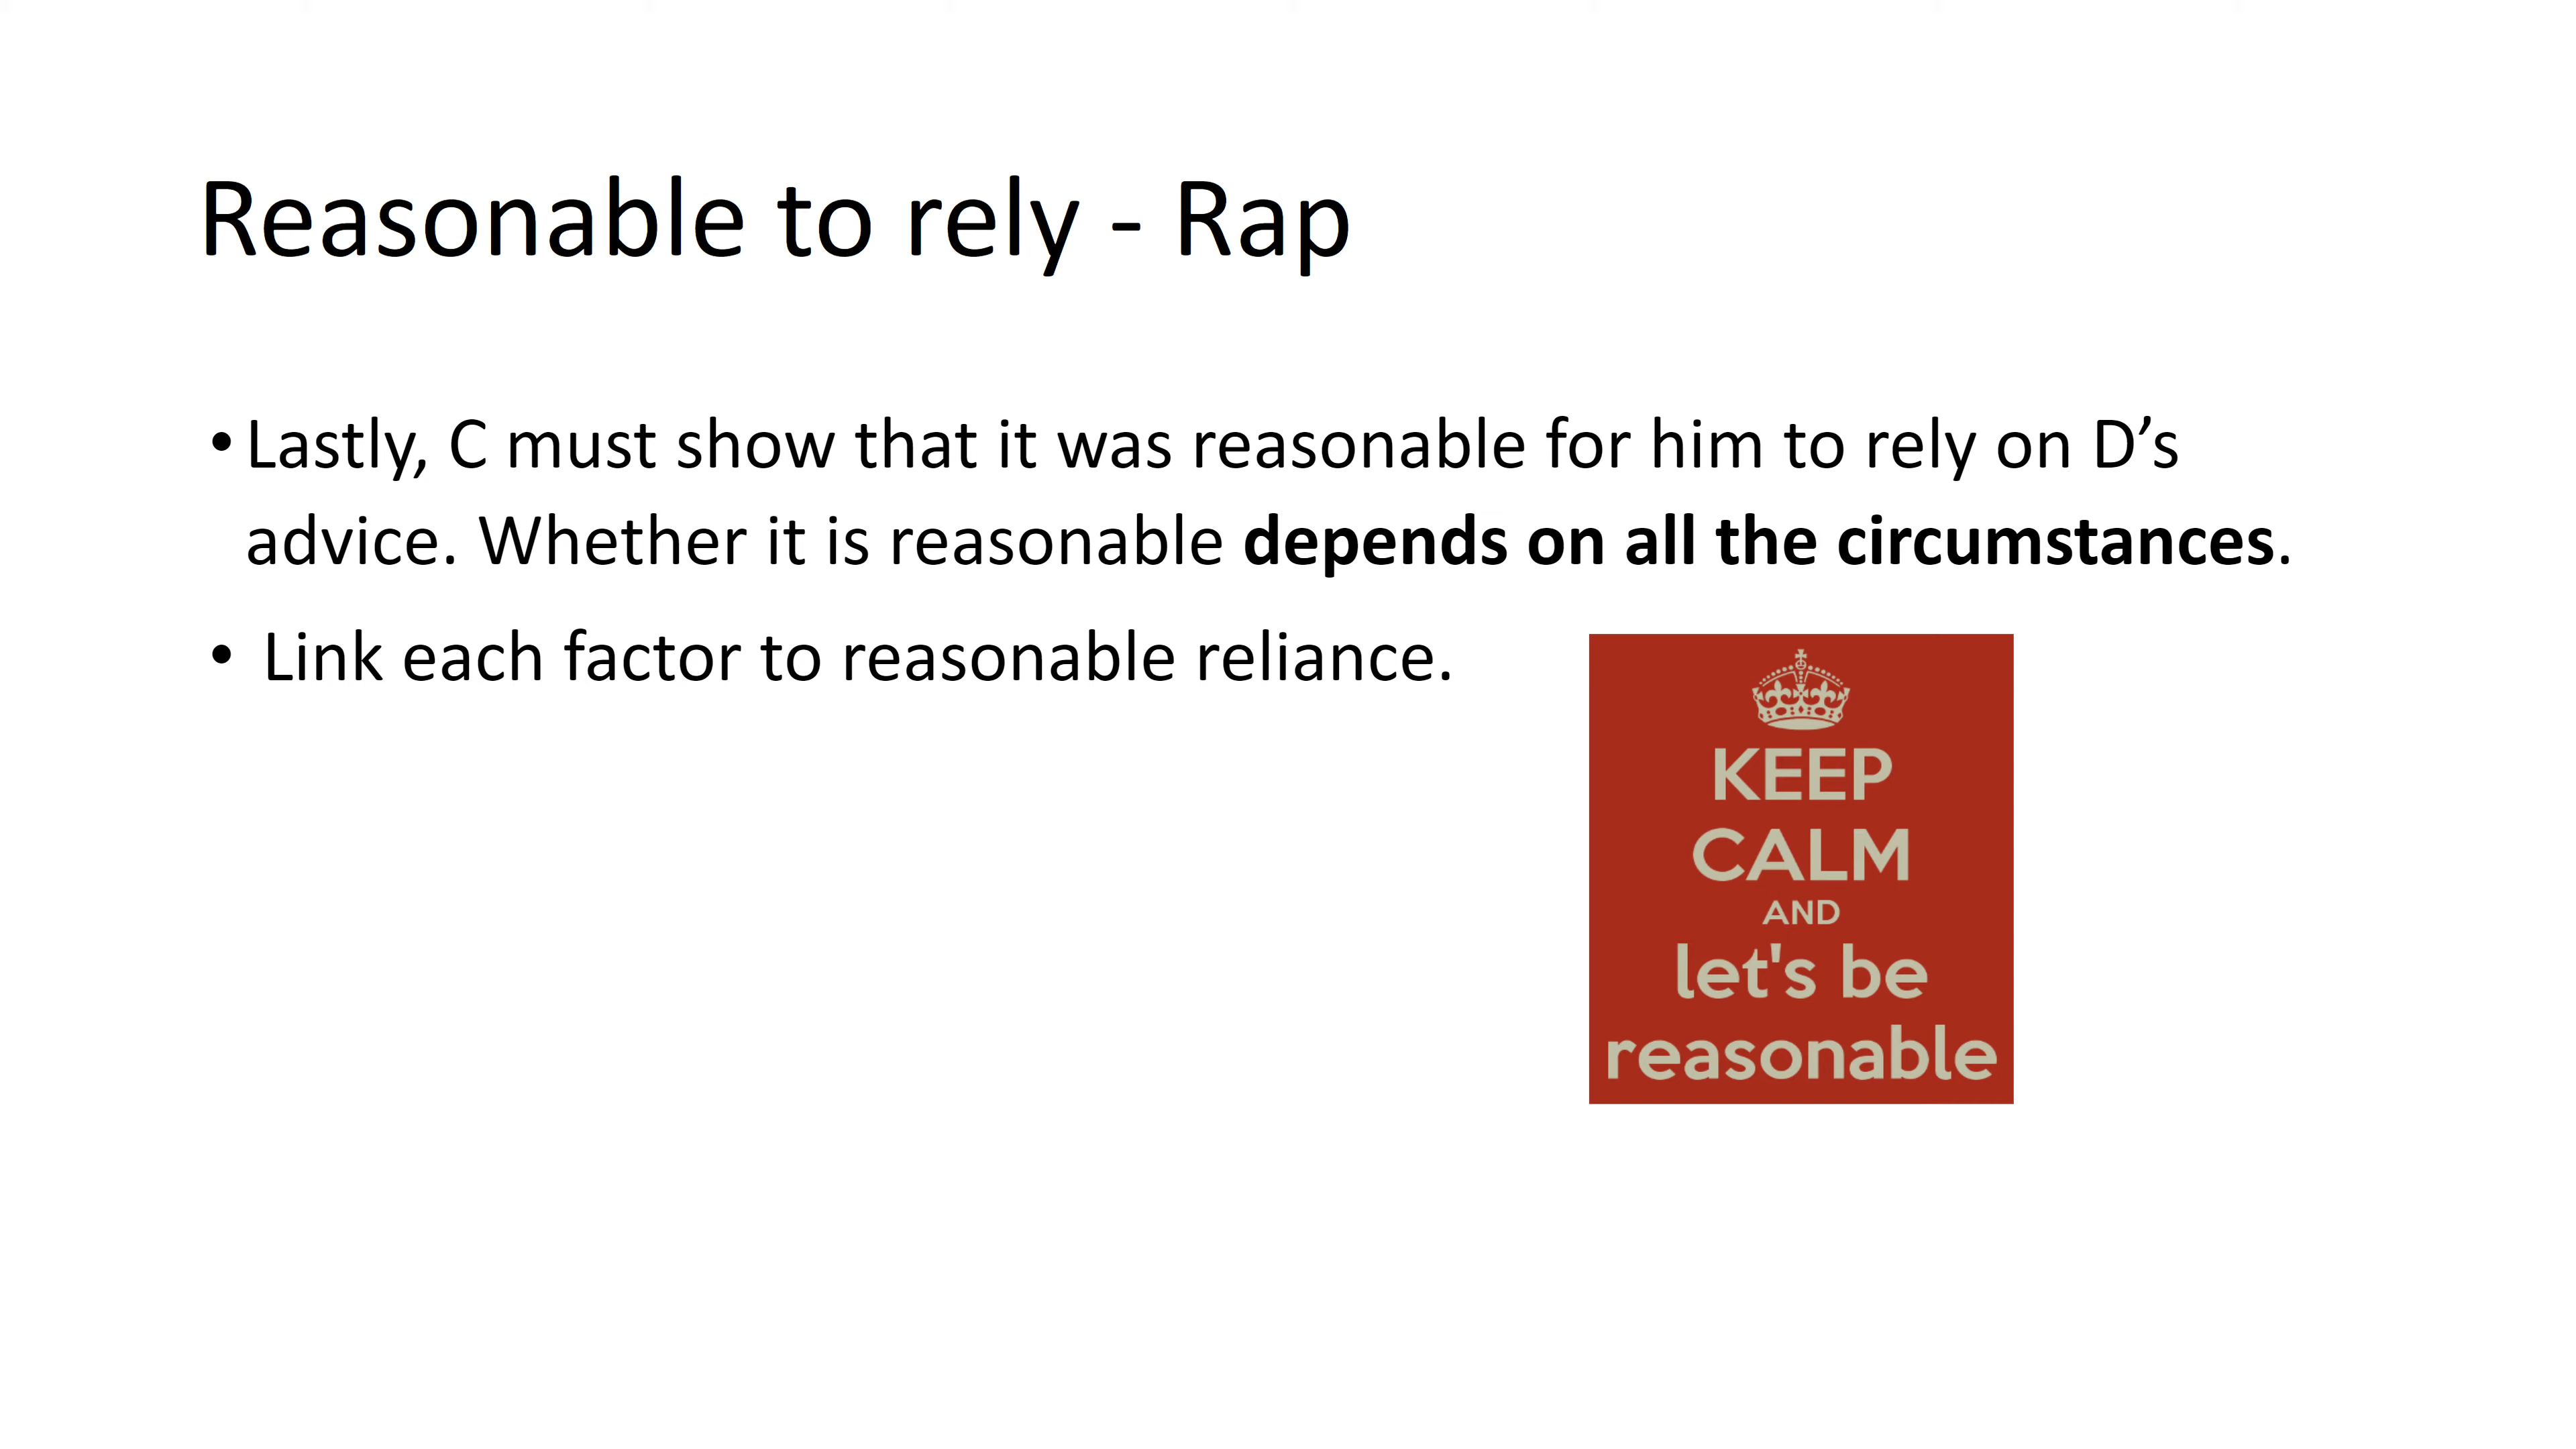 Reasonable to rely - Rap
• Lastly, C must show that it was reasonable for him to rely on D’s
advice. Whether it is reasonable depends on all the circumstances.
• Link each factor to reasonable reliance.
KEEP
CALM
AND
let's be
reasonable